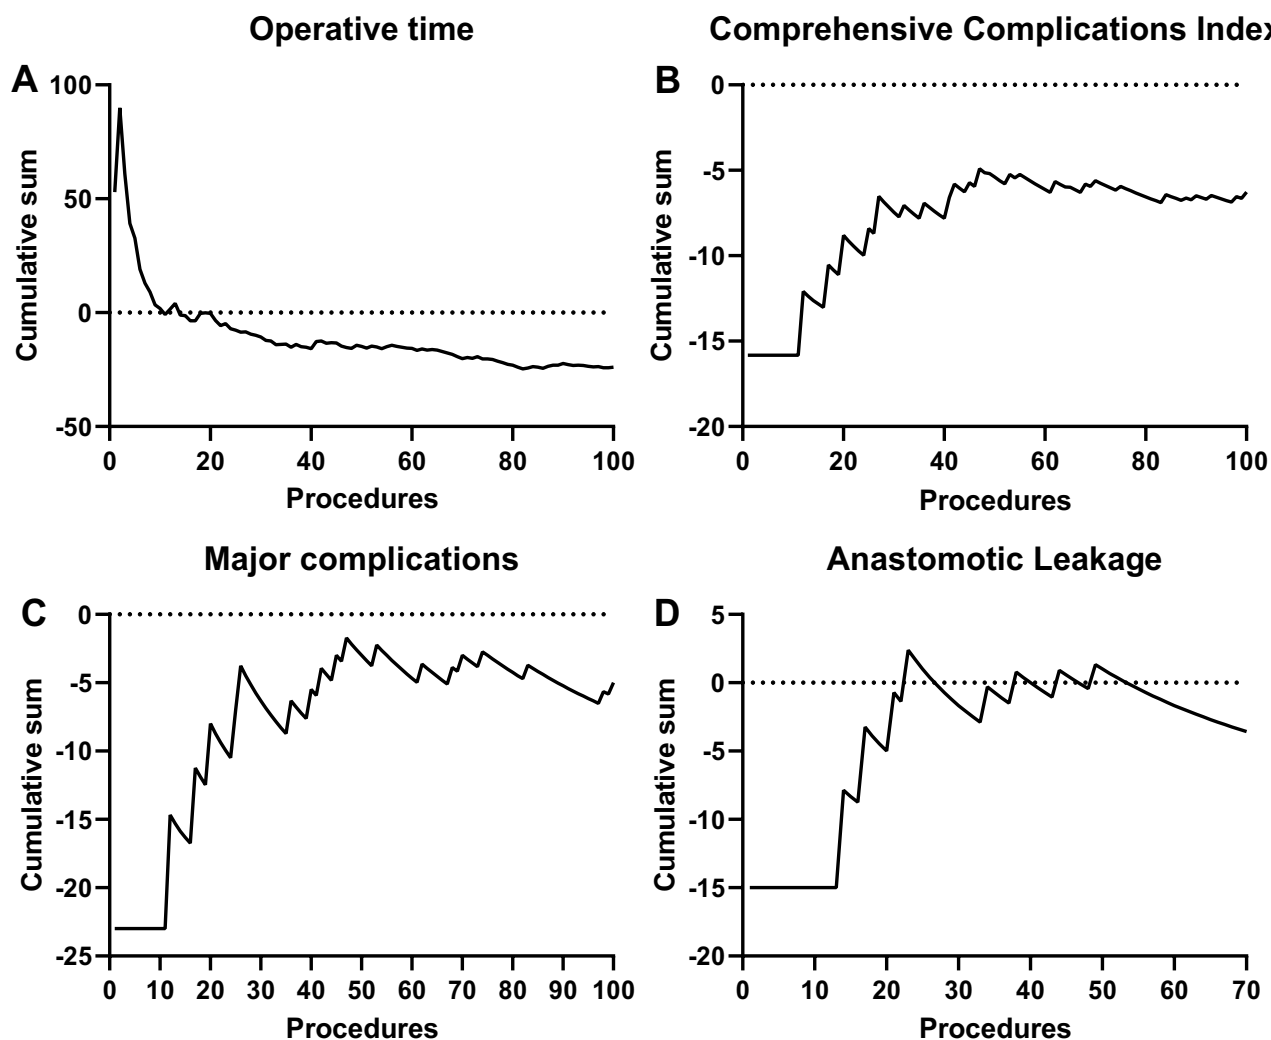 Operative time
A
100
50
0
-50
Cumulative sum
0 20 40 60 80 100
Procedures
Comprehensive Complications Index
B
0
-5
-10
-15
-20
Cumulative sum
0 20 40 60 80 100
Procedures
Major complications
C
0
-5
-10
-15
-20
-25
Cumulative sum
0 10 20 30 40 50 60 70 80 90 100
Procedures
Anastomotic Leakage
D
5
0
-5
-10
-15
-20
Cumulative sum
0 10 20 30 40 50 60 70
Procedures